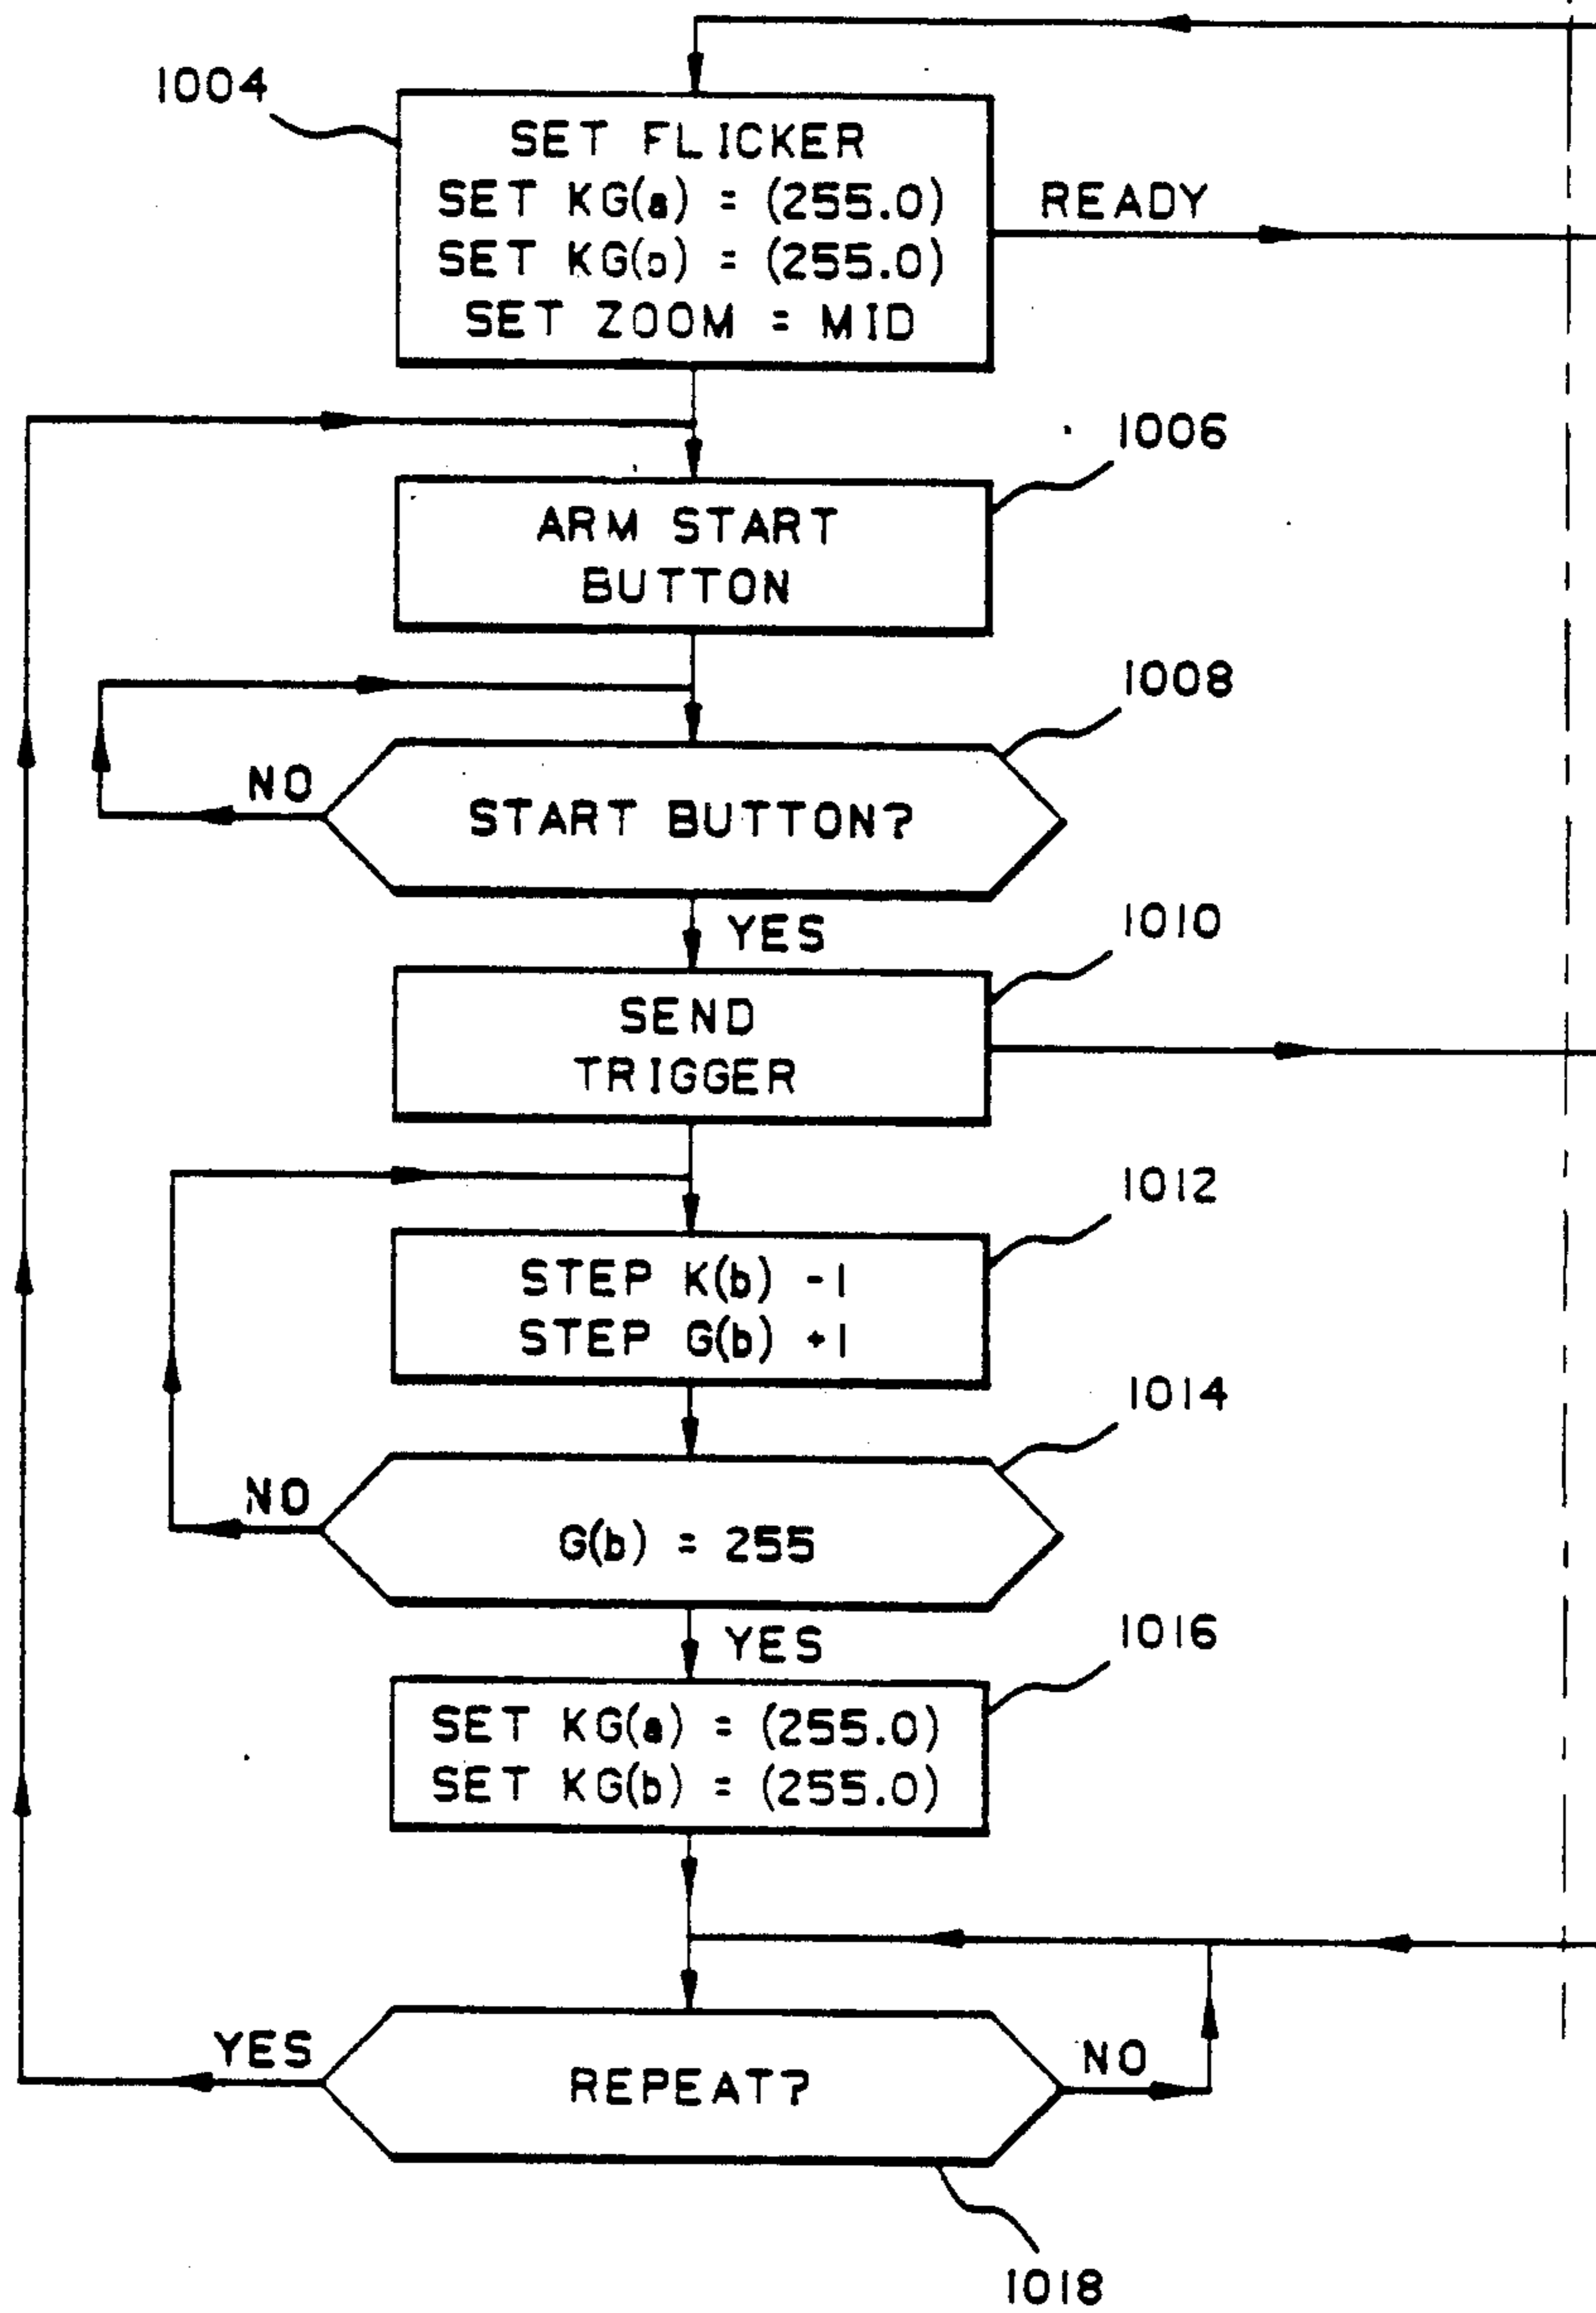 1004
SET FLICKER
SET KG(a) = (255.0)
SET KG(b) = (255.0)
SET ZOOM = MID
READY
1006
ARM START
BUTTON
1008
NO
START BUTTON?
YES
1010
SEND
TRIGGER
1012
STEP K(b) -1
STEP G(b) +1
1014
NO
G(b) = 255
YES
1016
SET KG(a) = (255.0)
SET KG(b) = (255.0)
YES
REPEAT?
NO
1018